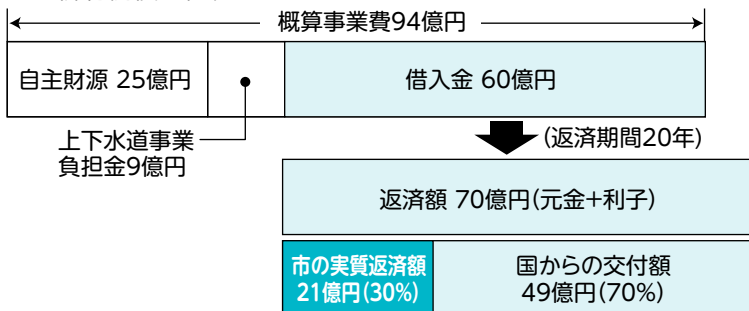 概算事業費94億円
自主財源 25億円
借入金 60億円
上下水道事業
負担金9億円
(返済期間20年)
返済額 70億円(元金+利子)
市の実質返済額
21億円(30%)
国からの交付額
49億円(70%)